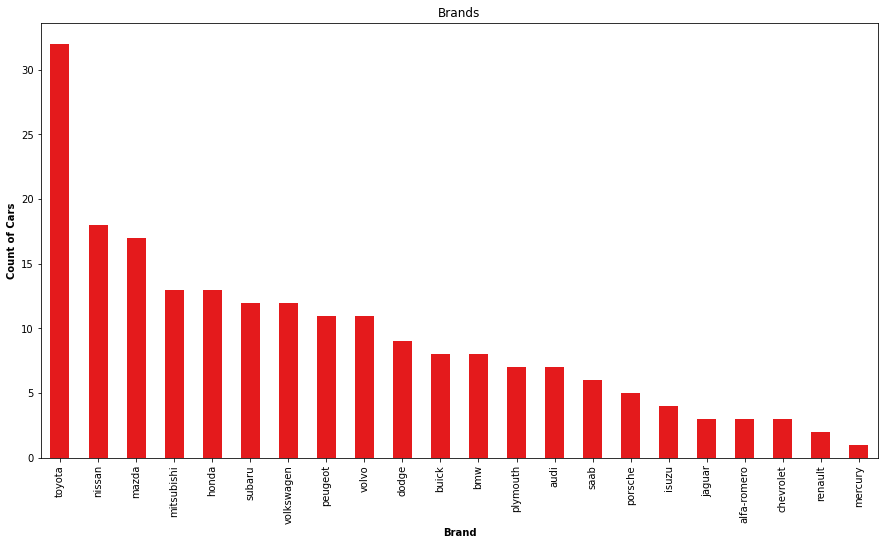 Brands
Count of Cars
30
25
20
15
10
5
0
toyota
nissan
mazda
mitsubishi
honda
subaru
volkswagen
peugeot
volvo
dodge
buick
bmw
plymouth
audi
saab
porsche
isuzu
jaguar
alfa-romero
chevrolet
renault
mercury
Brand